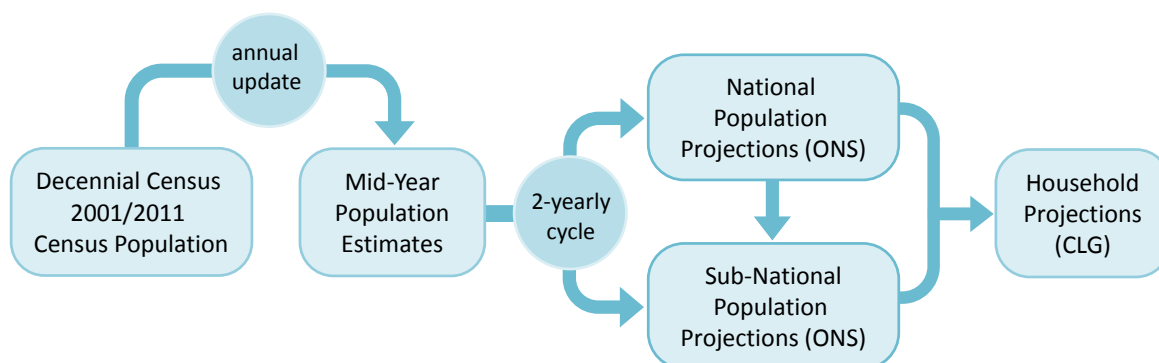 annual
update
Decennial Census
2001/2011
Census Population
Mid-Year
Population
Estimates
2-yearly
cycle
National
Population
Projections (ONS)
Sub-National
Population
Projections (ONS)
Household
Projections
(CLG)